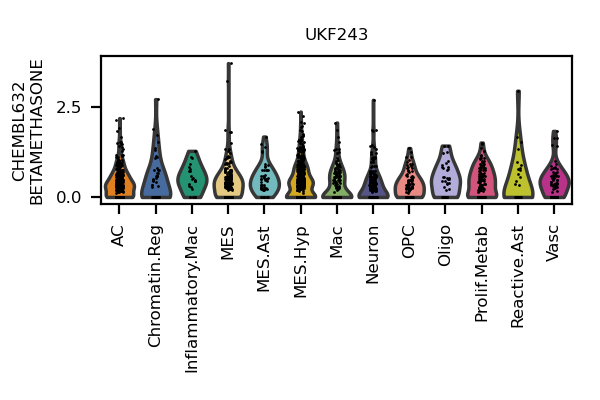 UKF243
CHEMBL632
BETAMETHASONE
2.5
0.0
AC
Chromatin.Reg
Inflammatory.Mac
MES
MES.Ast
MES.Hyp
Mac
Neuron
OPC
Oligo
Prolif.Metab
Reactive.Ast
Vasc